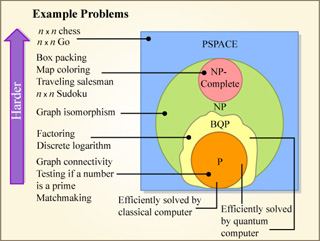 Example Problems
n x n chess
n x n Go
Box packing
Map coloring
Traveling salesman
n x n Sudoku
Graph isomorphism
Factoring
Discrete logarithm
Graph connectivity
Testing if a number
is a prime
Matchmaking
Harder
PSPACE
NP-
Complete
NP
BQP
P
Efficiently solved by
classical computer
Efficiently solved
by quantum
computer